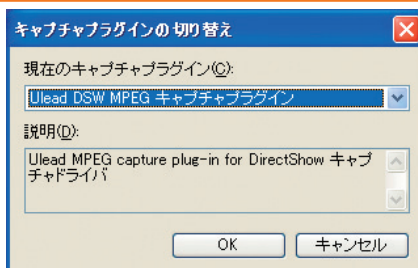 キャプチャプラグインの切り替え
現在のキャプチャプラグイン(C):
Ulead DSW MPEG キャプチャプラグイン
説明(D):
Ulead MPEG capture plug-in for DirectShow キャプ
チャドライバ
OK キャンセル